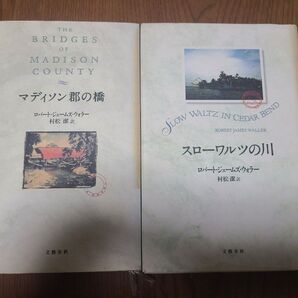 THE
BRIDGES
OF
MADISON
COUNTY
マディソン郡の橋
ロバート・ジェームズ・ウォラー
村松 潔 訳
文藝春秋
SLOW WALTZ IN CEDAR BEND
ROBERT JAMES WALLER
スローワルツの川
ロバート・ジェームズ・ウォラー
村松 潔 訳
文藝春秋